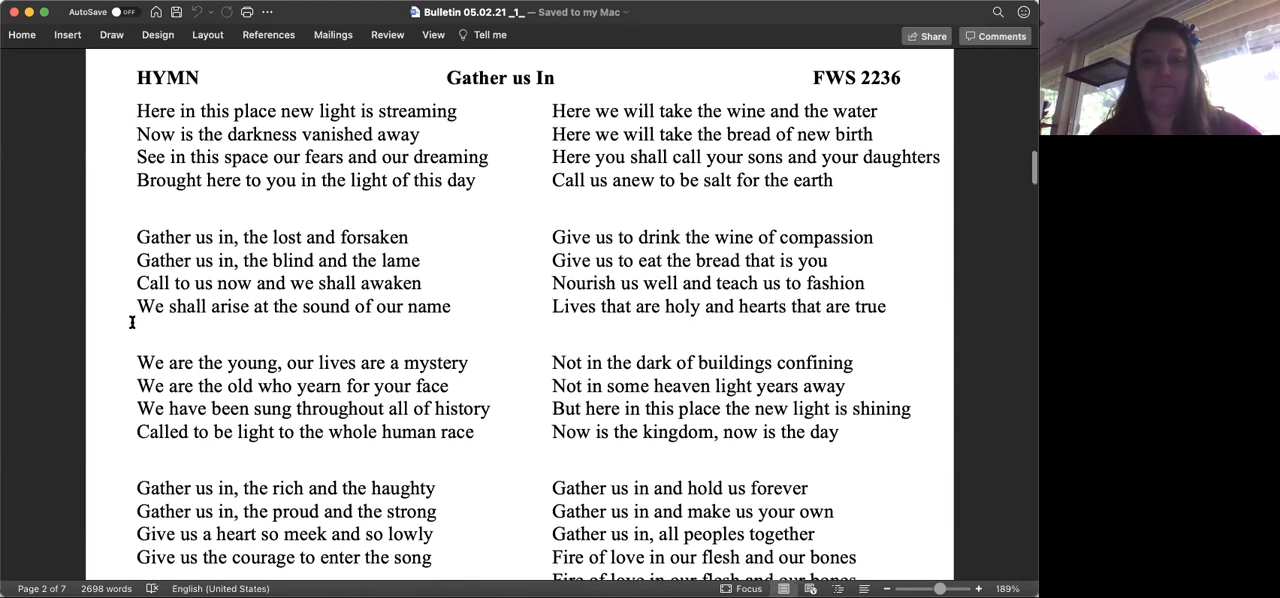 AutoSave OFF
Bulletin 05.02.21 _1_ — Saved to my Mac
Home Insert Draw Design Layout References Mailings Review View Tell me Share Comments
HYMN Gather us In FWS 2236
Here in this place new light is streaming
Now is the darkness vanished away
See in this space our fears and our dreaming
Brought here to you in the light of this day
Gather us in, the lost and forsaken
Gather us in, the blind and the lame
Call to us now and we shall awaken
We shall arise at the sound of our name
We are the young, our lives are a mystery
We are the old who yearn for your face
We have been sung throughout all of history
Called to be light to the whole human race
Gather us in, the rich and the haughty
Gather us in, the proud and the strong
Give us a heart so meek and so lowly
Give us the courage to enter the song
Here we will take the wine and the water
Here we will take the bread of new birth
Here you shall call your sons and your daughters
Call us anew to be salt for the earth
Give us to drink the wine of compassion
Give us to eat the bread that is you
Nourish us well and teach us to fashion
Lives that are holy and hearts that are true
Not in the dark of buildings confining
Not in some heaven light years away
But here in this place the new light is shining
Now is the kingdom, now is the day
Gather us in and hold us forever
Gather us in and make us your own
Gather us in, all peoples together
Fire of love in our flesh and our bones
Fire of love in our flesh and our bones
Page 2 of 7 2698 words English (United States) Focus 189%